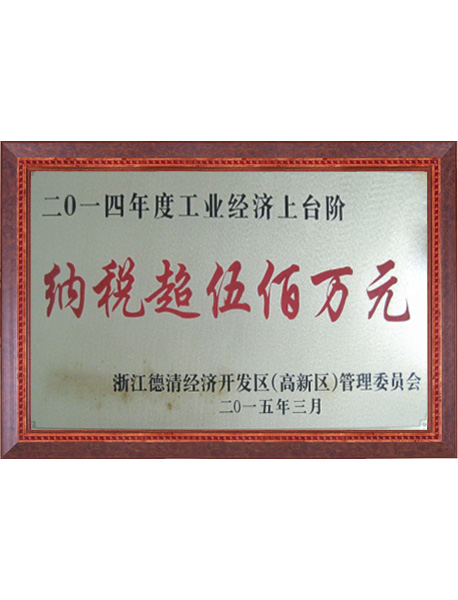 二0一四年度工业经济上台阶
纳税超伍佰万元
浙江德清经济开发区(高新区)管理委员会
二0一五年三月